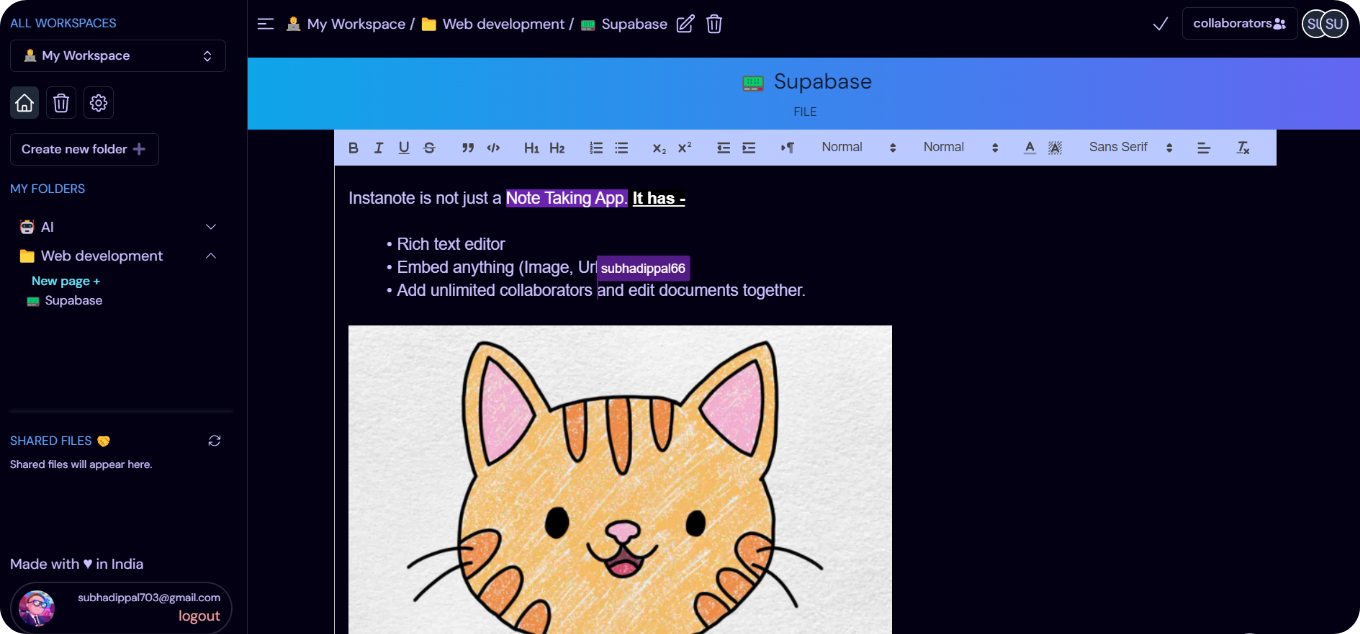 ALL WORKSPACES
My Workspace
Create new folder +
MY FOLDERS
AI
Web development
New page +
Supabase
SHARED FILES
Shared files will appear here.
Made with ♥ in India
subhadippal703@gmail.com
logout
My Workspace / Web development / Supabase
collaborators
SU SU
Supabase
FILE
B I U S H1 H2 x₂ x² Normal Normal A A Sans Serif Tx
Instanote is not just a Note Taking App. It has -
• Rich text editor
• Embed anything (Image, Url
subhadippal66
• Add unlimited collaborators and edit documents together.